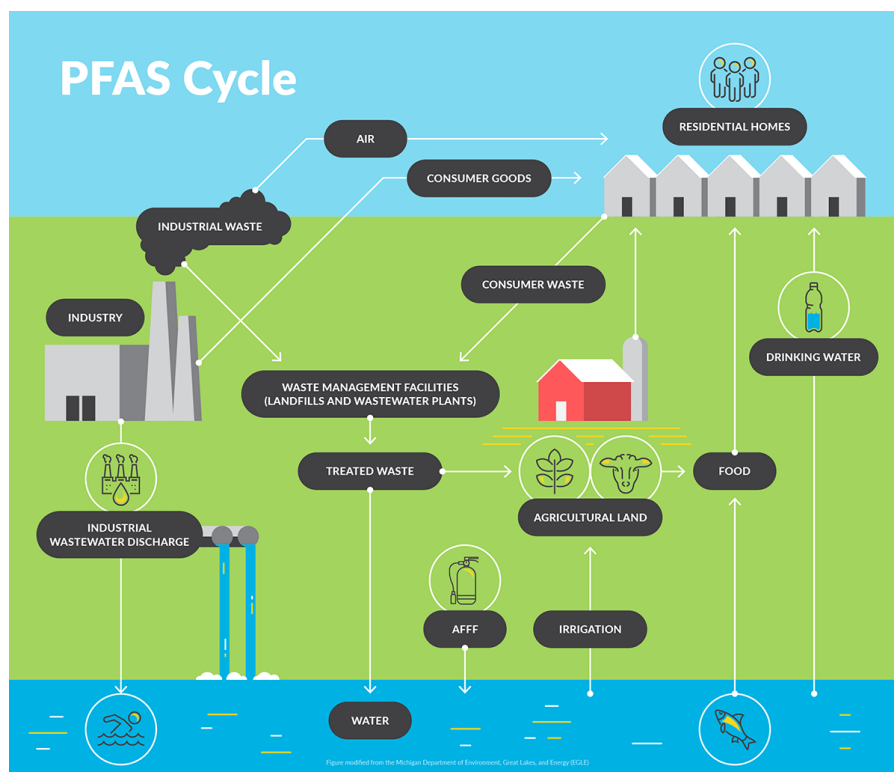 PFAS Cycle
RESIDENTIAL HOMES
AIR
CONSUMER GOODS
INDUSTRIAL WASTE
CONSUMER WASTE
INDUSTRY
DRINKING WATER
WASTE MANAGEMENT FACILITIES
(LANDFILLS AND WASTEWATER PLANTS)
TREATED WASTE
FOOD
AGRICULTURAL LAND
INDUSTRIAL
WASTEWATER DISCHARGE
AFFF
IRRIGATION
WATER
Figure modified from the Michigan Department of Environment, Great Lakes, and Energy (EGLE)